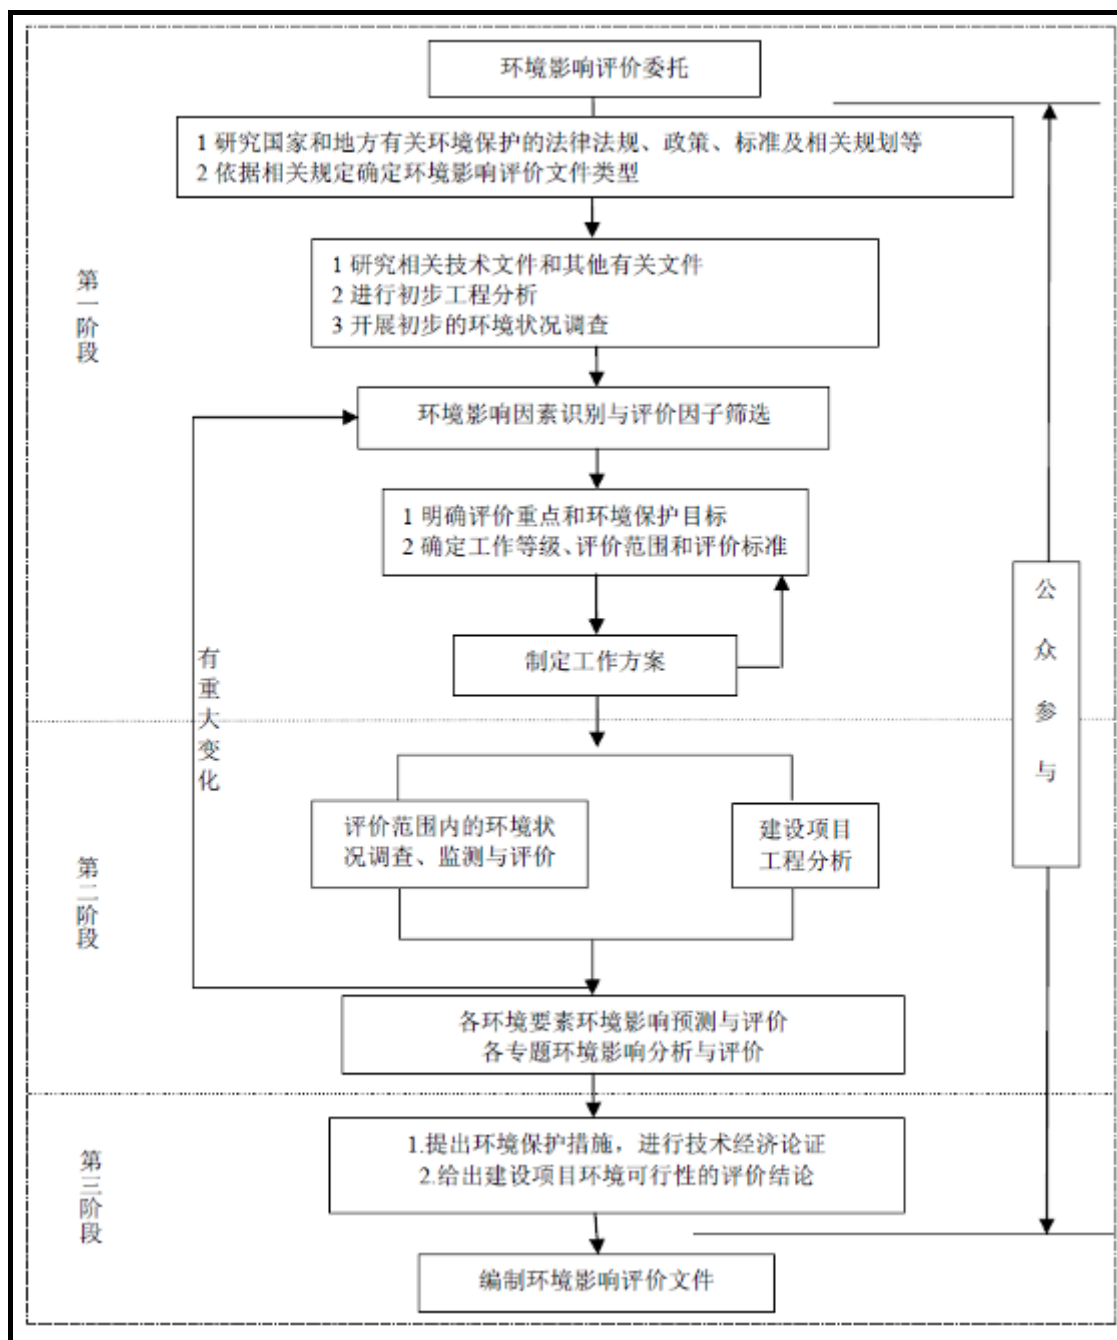 环境影响评价委托
1 研究国家和地方有关环境保护的法律法规、政策、标准及相关规划等
2 依据相关规定确定环境影响评价文件类型
第一阶段
1 研究相关技术文件和其他有关文件
2 进行初步工程分析
3 开展初步的环境状况调查
环境影响因素识别与评价因子筛选
1 明确评价重点和环境保护目标
2 确定工作等级、评价范围和评价标准
公众参与
制定工作方案
有重大变化
第二阶段
评价范围内的环境状
况调查、监测与评价
建设项目
工程分析
各环境要素环境影响预测与评价
各专题环境影响分析与评价
第三阶段
1.提出环境保护措施，进行技术经济论证
2.给出建设项目环境可行性的评价结论
编制环境影响评价文件